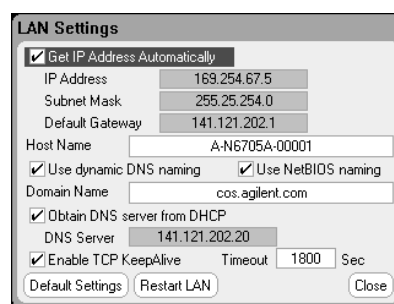 LAN Settings
Get IP Address Automatically
IP Address 169.254.67.5
Subnet Mask 255.25.254.0
Default Gateway 141.121.202.1
Host Name A-N6705A-00001
Use dynamic DNS naming Use NetBIOS naming
Domain Name cos.agilent.com
Obtain DNS server from DHCP
DNS Server 141.121.202.20
Enable TCP KeepAlive Timeout 1800 Sec
Default Settings Restart LAN Close